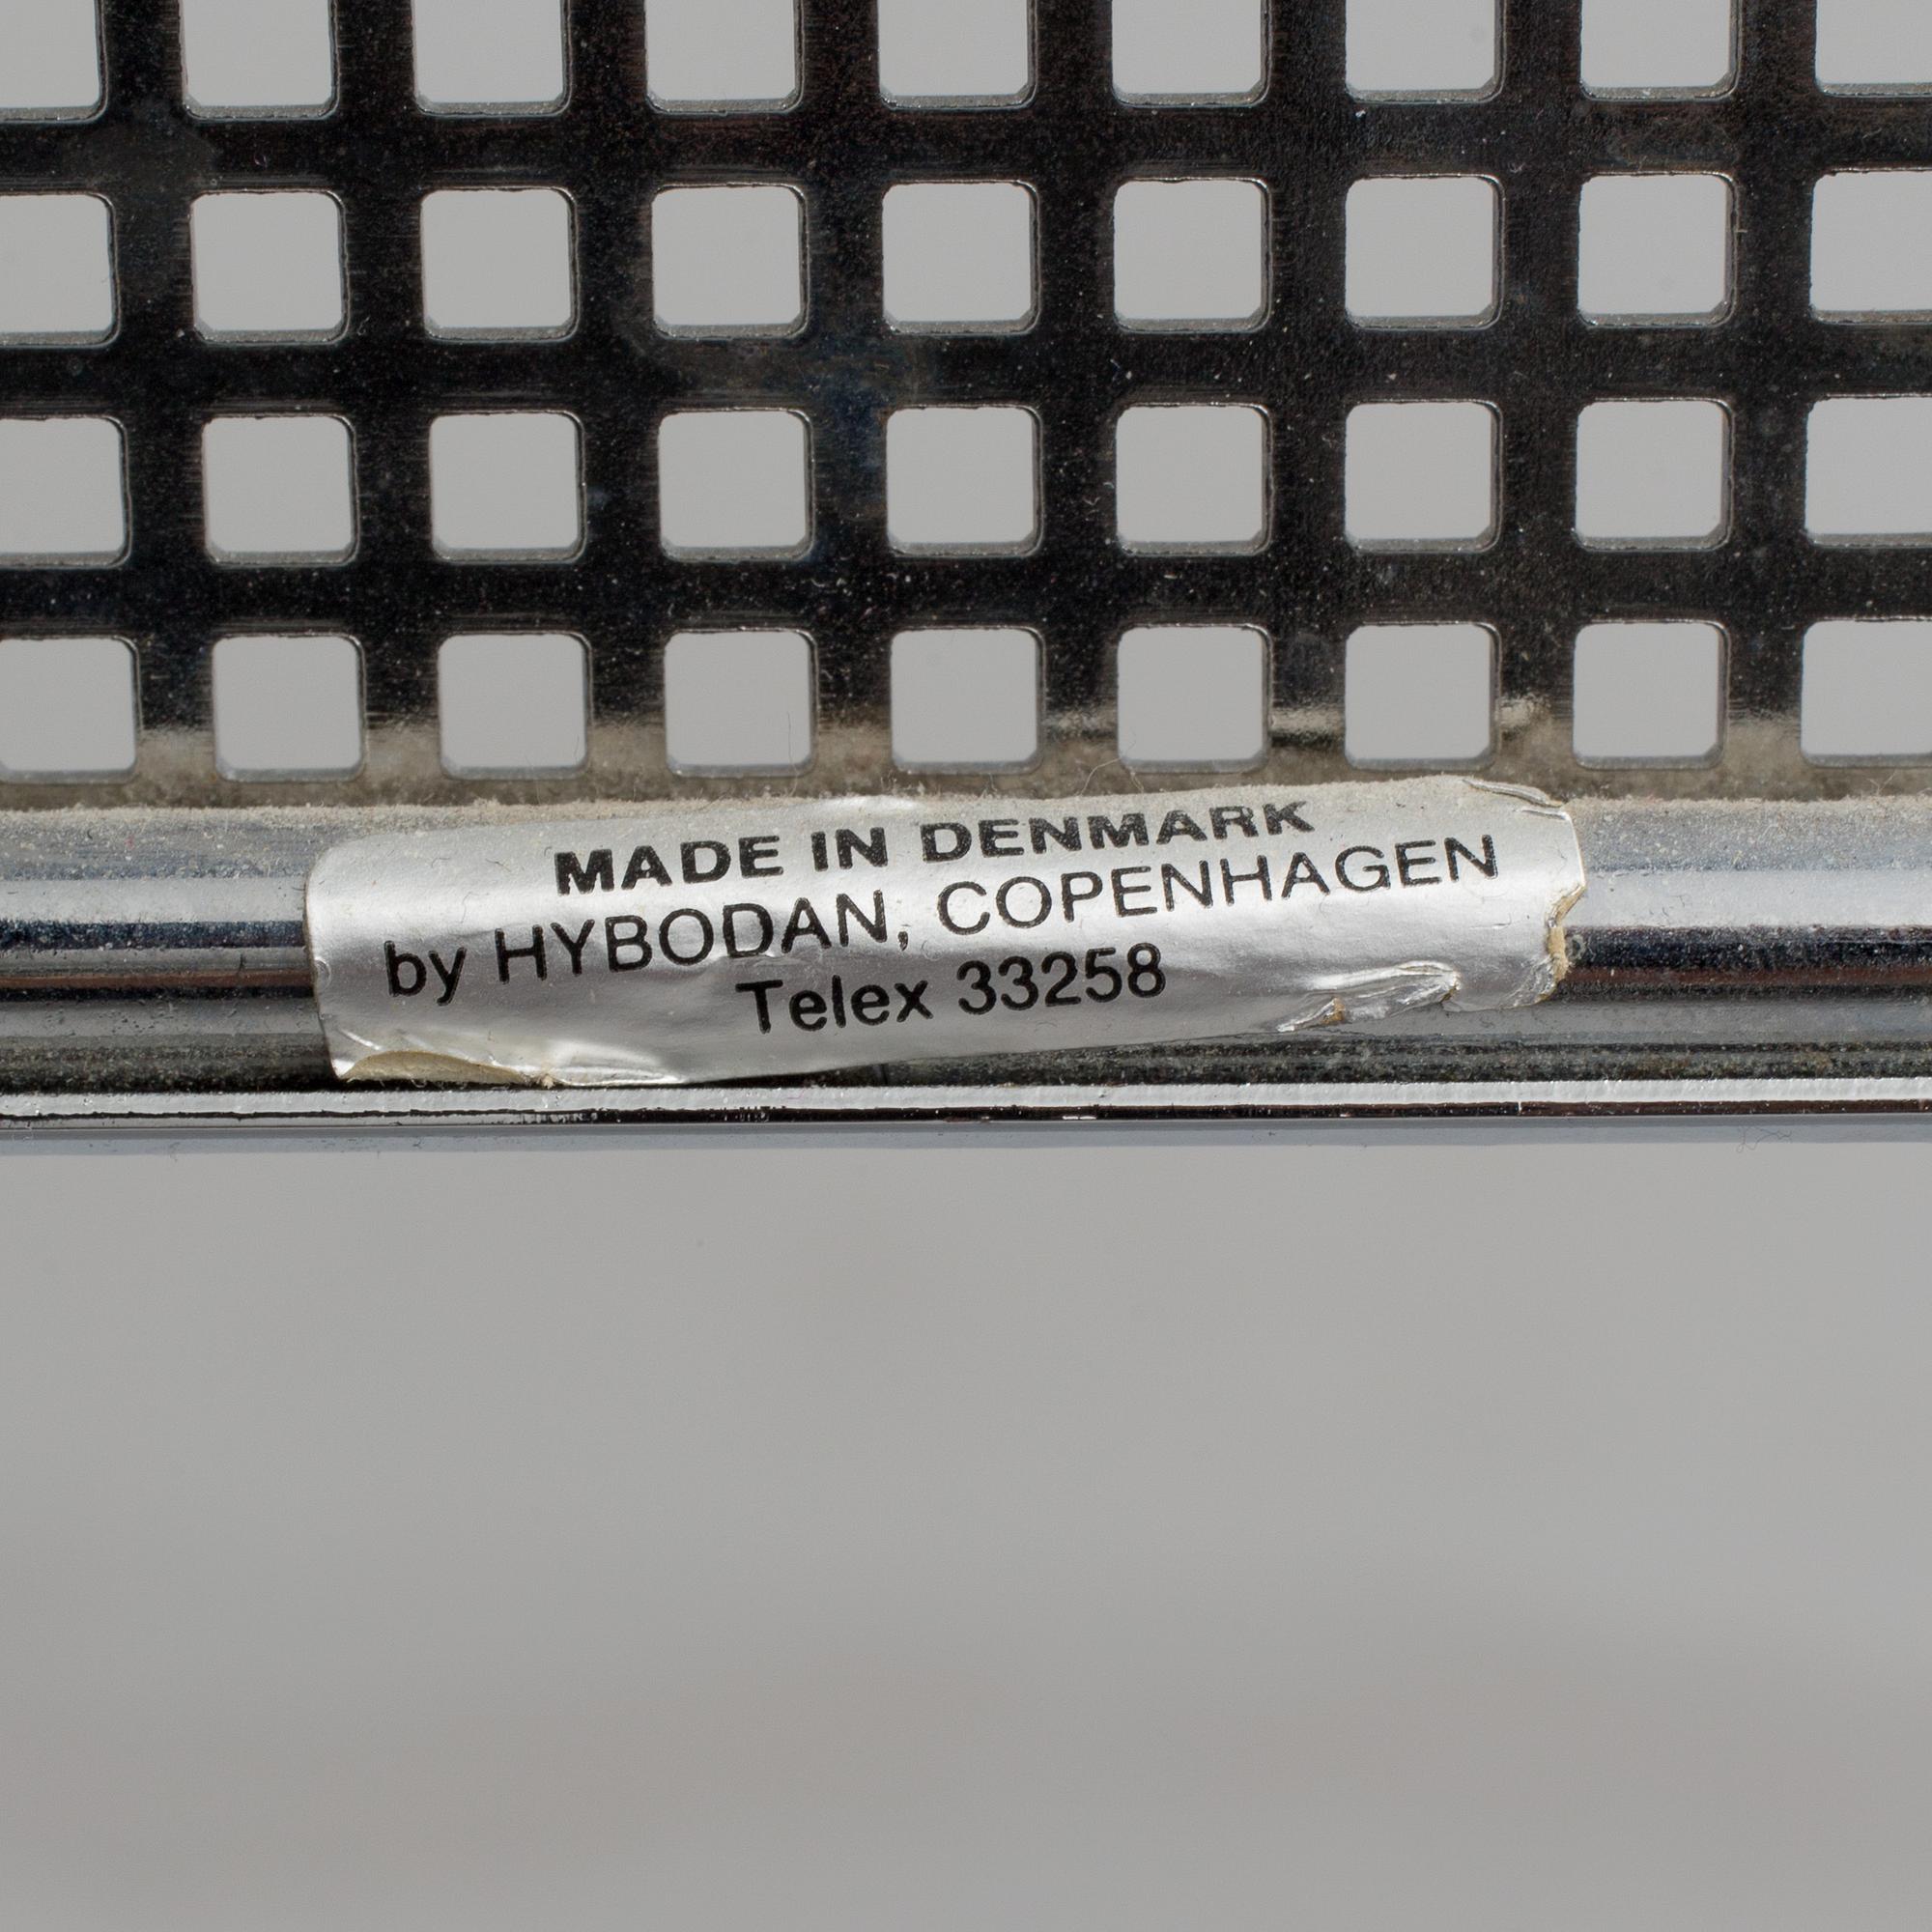 MADE IN DENMARK
by HYBODAN, COPENHAGEN
Telex 33258